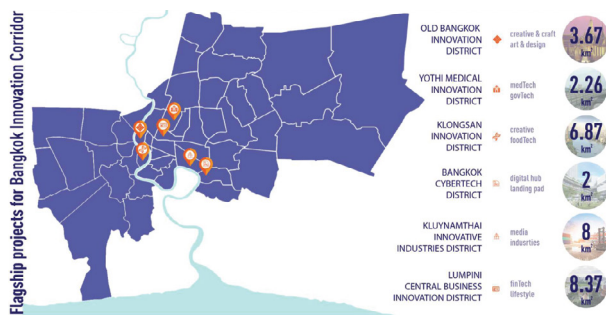 Flagship projects for Bangkok Innovation Corridor
OLD BANGKOK
INNOVATION
DISTRICT
creative & craft
art & design
3.67
km²
YOTHI MEDICAL
INNOVATION
DISTRICT
medTech
govTech
2.26
km²
KLONGSAN
INNOVATION
DISTRICT
creative
foodTech
6.87
km²
BANGKOK
CYBERTECH
DISTRICT
digital hub
landing pad
2
km²
KLUYNAMTHAI
INNOVATIVE
INDUSTRIES DISTRICT
media
indusrties
8
km²
LUMPINI
CENTRAL BUSINESS
INNOVATION DISTRICT
finTech
lifestyle
8.37
km²